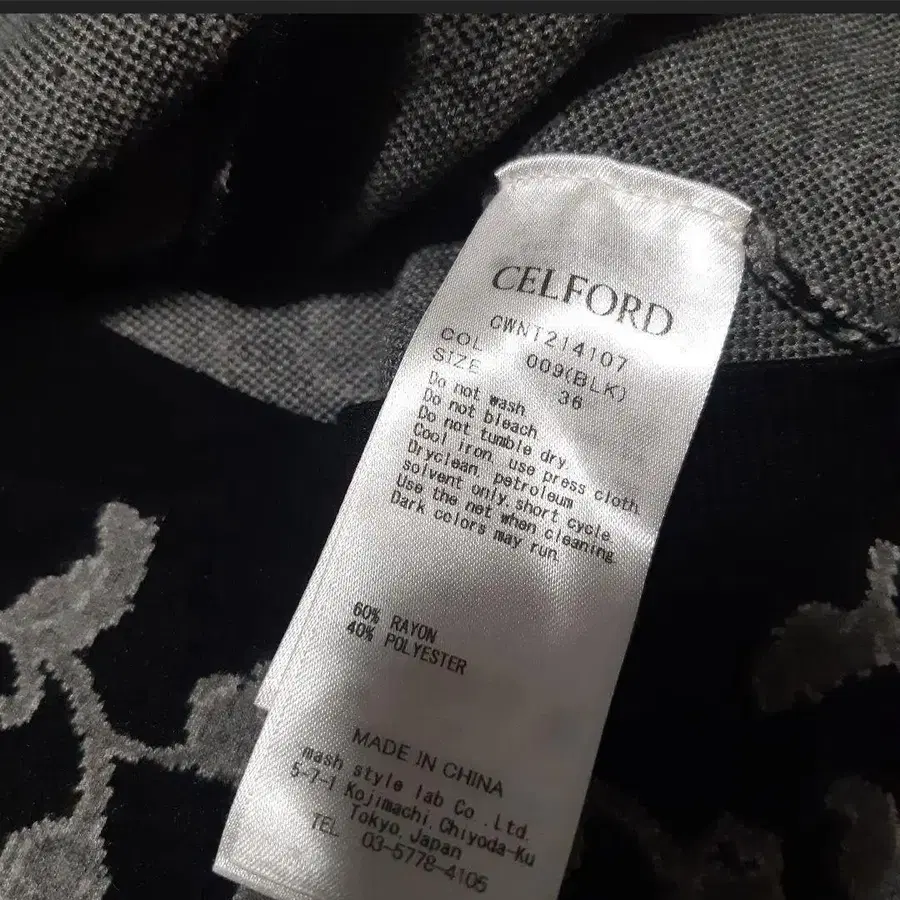 CELFORD
CWNT214107
COL 009(BLK)
SIZE 36
Do not wash
Do not bleach
Do not tumble dry
Cool iron, use press cloth
Dryclean, petroleum
solvent only.short cycle.
Use the net when cleaning.
Dark colors may run.
60% RAYON
40% POLYESTER
MADE IN CHINA
mash style lab Co.,Ltd.
5-7-1 Kojimachi,Chiyoda-Ku
Tokyo,Japan
TEL 03-5778-4105